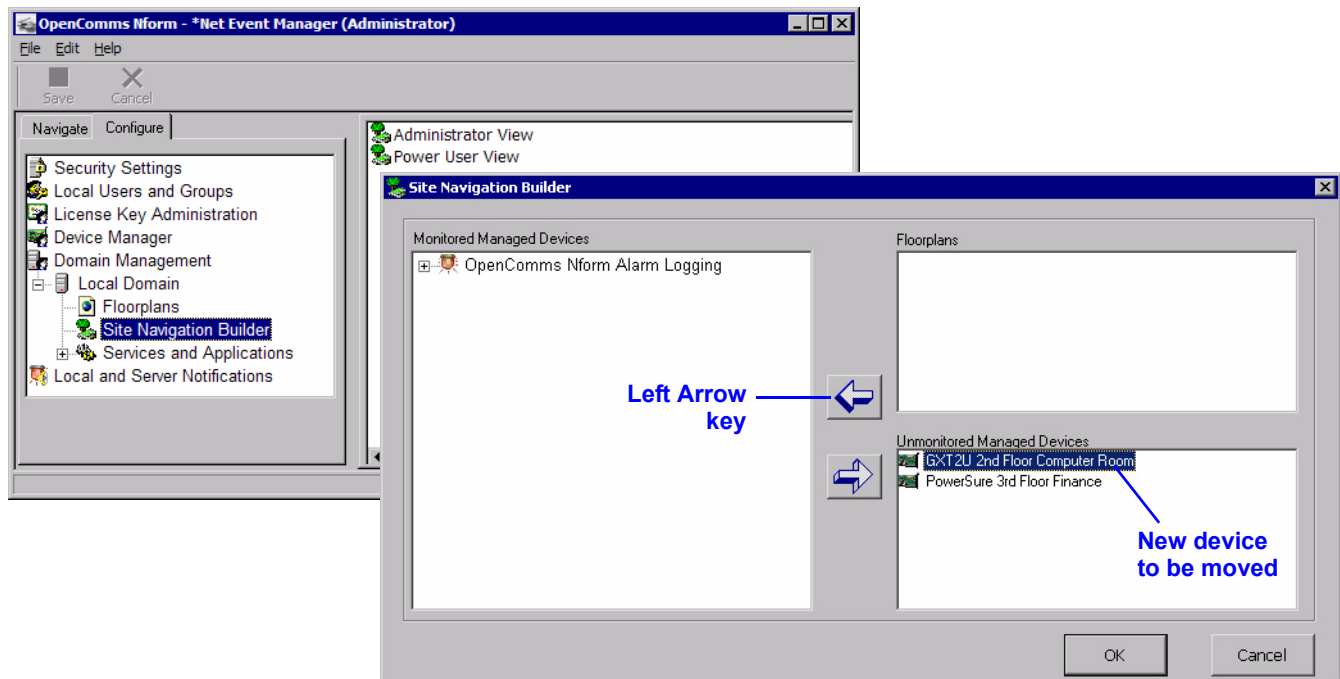 OpenComms Nform - *Net Event Manager (Administrator)
File Edit Help
Save Cancel
Navigate Configure
Security Settings
Local Users and Groups
License Key Administration
Device Manager
Domain Management
Local Domain
Floorplans
Site Navigation Builder
Services and Applications
Local and Server Notifications
Administrator View
Power User View
Site Navigation Builder
Monitored Managed Devices
OpenComms Nform Alarm Logging
Left Arrow
key
Floorplans
Unmonitored Managed Devices
GXT2U 2nd Floor Computer Room
PowerSure 3rd Floor Finance
New device
to be moved
OK Cancel